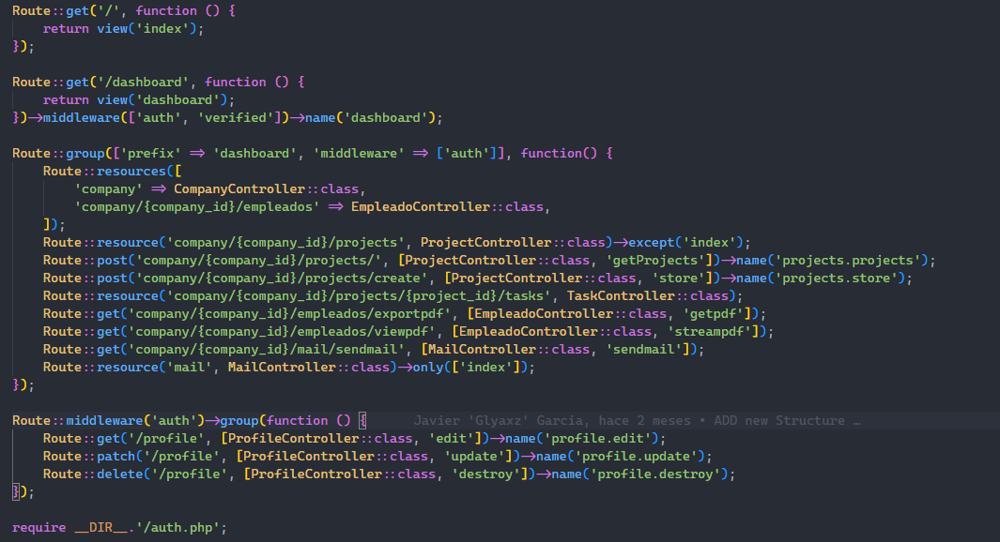 Route::get('/', function () {
    return view('index');
});

Route::get('/dashboard', function () {
    return view('dashboard');
})->middleware(['auth', 'verified'])->name('dashboard');

Route::group(['prefix' => 'dashboard', 'middleware' => ['auth']], function() {
    Route::resources([
        'company' => CompanyController::class,
        'company/{company_id}/empleados' => EmpleadoController::class,
    ]);
    Route::resource('company/{company_id}/projects', ProjectController::class)->except('index');
    Route::post('company/{company_id}/projects/', [ProjectController::class, 'getProjects'])->name('projects.projects');
    Route::post('company/{company_id}/projects/create', [ProjectController::class, 'store'])->name('projects.store');
    Route::resource('company/{company_id}/projects/{project_id}/tasks', TaskController::class);
    Route::get('company/{company_id}/empleados/exportpdf', [EmpleadoController::class, 'getpdf']);
    Route::get('company/{company_id}/empleados/viewpdf', [EmpleadoController::class, 'streampdf']);
    Route::get('company/{company_id}/mail/sendmail', [MailController::class, 'sendmail']);
    Route::resource('mail', MailController::class)->only(['index']);
});

Route::middleware('auth')->group(function () { Javier 'Glyaxz' Garcia, hace 2 meses • ADD new Structure …
    Route::get('/profile', [ProfileController::class, 'edit'])->name('profile.edit');
    Route::patch('/profile', [ProfileController::class, 'update'])->name('profile.update');
    Route::delete('/profile', [ProfileController::class, 'destroy'])->name('profile.destroy');
});

require __DIR__.'/auth.php';